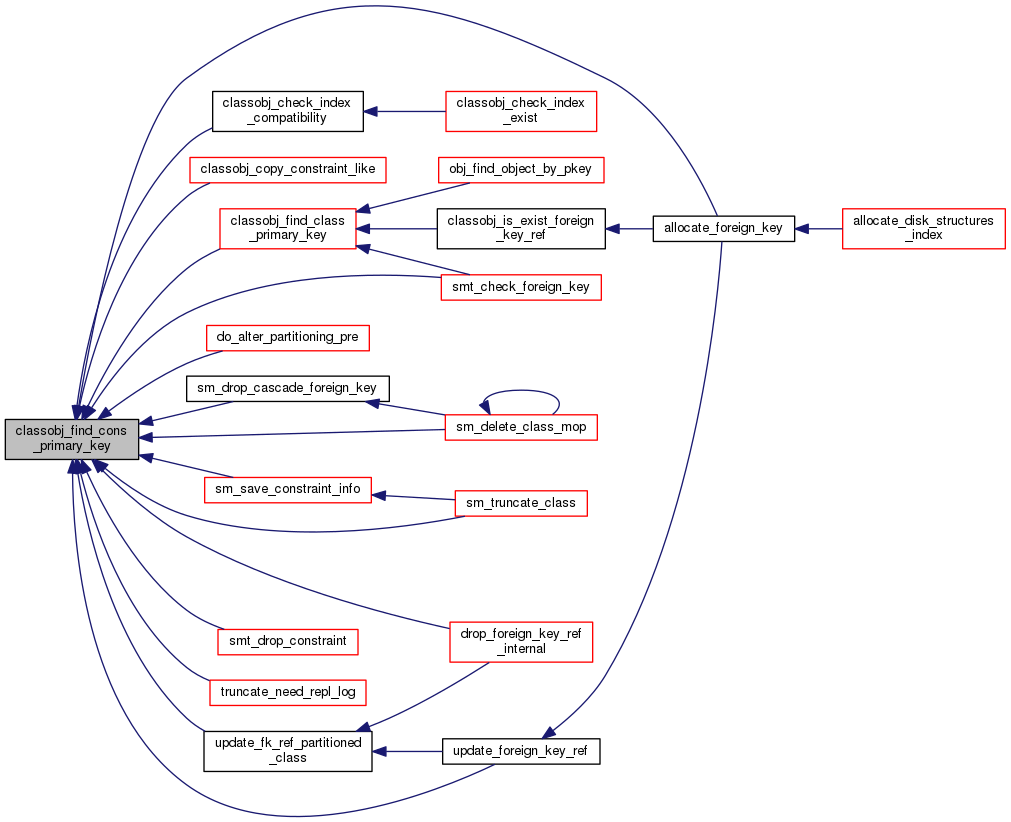 classobj_check_index
_compatibility
classobj_check_index
_exist
classobj_copy_constraint_like
obj_find_object_by_pkey
classobj_find_class
_primary_key
classobj_is_exist_foreign
_key_ref
allocate_foreign_key
allocate_disk_structures
_index
smt_check_foreign_key
do_alter_partitioning_pre
sm_drop_cascade_foreign_key
sm_delete_class_mop
classobj_find_cons
_primary_key
sm_save_constraint_info
sm_truncate_class
smt_drop_constraint
drop_foreign_key_ref
_internal
truncate_need_repl_log
update_fk_ref_partitioned
_class
update_foreign_key_ref